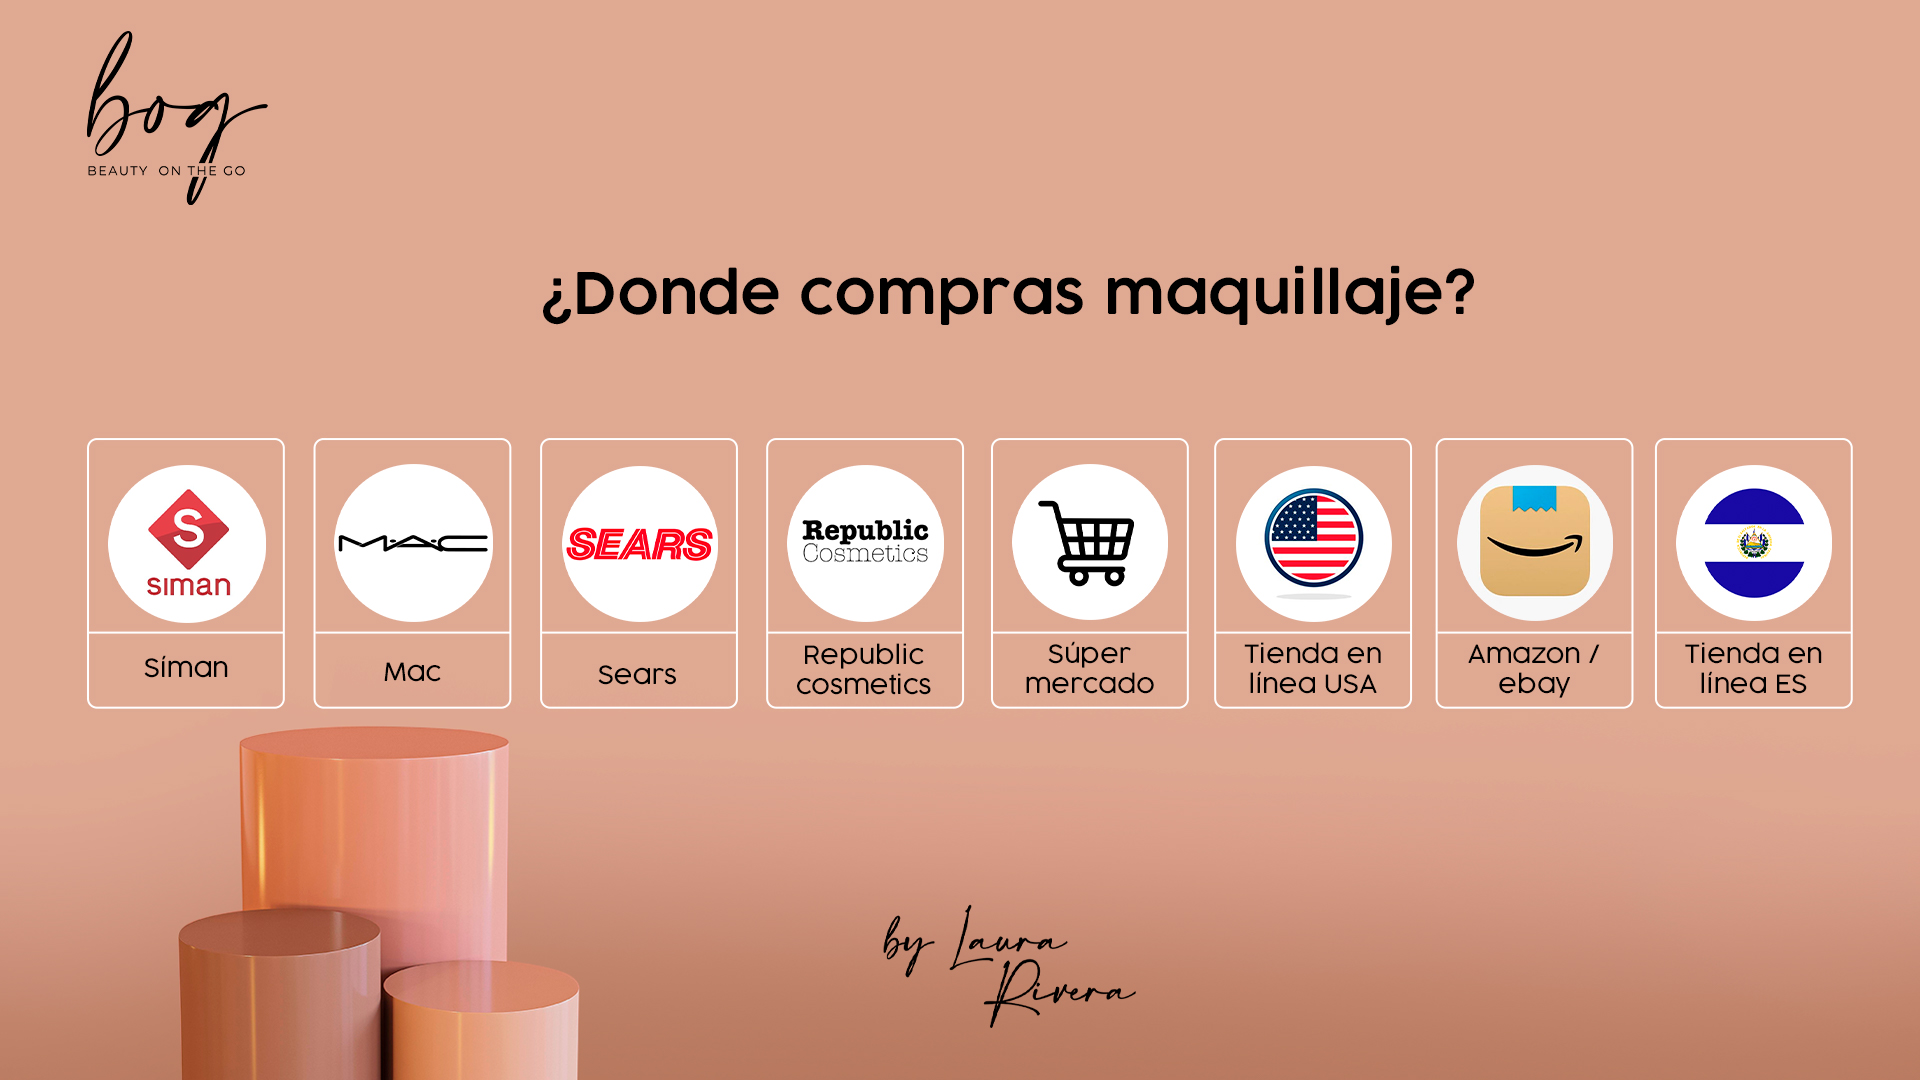 bog
BEAUTY ON THE GO
¿Donde compras maquillaje?
S
sıman
MAC
SEARS
Republic
Cosmetics
Síman
Mac
Sears
Republic
cosmetics
Súper
mercado
Tienda en
línea USA
Amazon /
ebay
Tienda en
línea ES
by Laura
Rivera